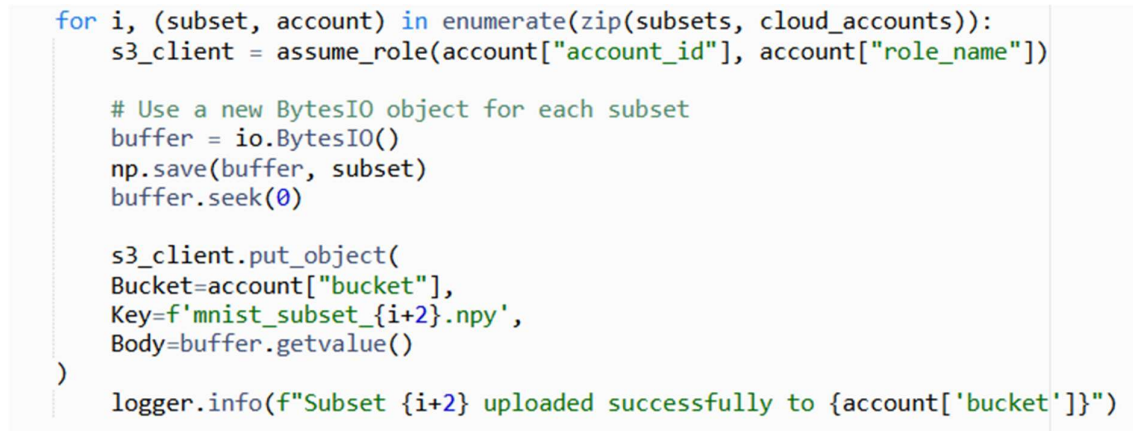 for i, (subset, account) in enumerate(zip(subsets, cloud_accounts)):
    s3_client = assume_role(account["account_id"], account["role_name"])

    # Use a new BytesIO object for each subset
    buffer = io.BytesIO()
    np.save(buffer, subset)
    buffer.seek(0)

    s3_client.put_object(
    Bucket=account["bucket"],
    Key=f'mnist_subset_{i+2}.npy',
    Body=buffer.getvalue()
)
    logger.info(f"Subset {i+2} uploaded successfully to {account['bucket']}")